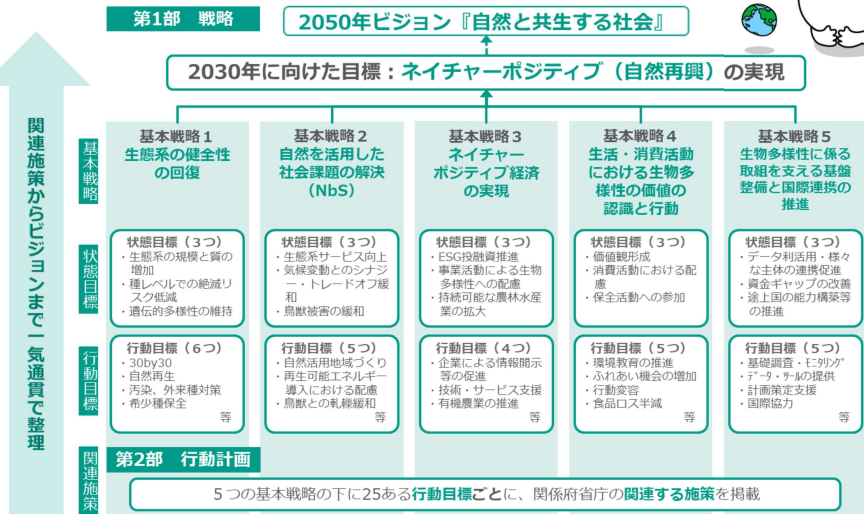 第1部　戦略
2050年ビジョン『自然と共生する社会』
2030年に向けた目標：ネイチャーポジティブ（自然再興）の実現
関連施策からビジョンまで一気通貫で整理
基本戦略
基本戦略１
生態系の健全性
の回復
基本戦略２
自然を活用した
社会課題の解決
（NbS）
基本戦略３
ネイチャー
ポジティブ経済
の実現
基本戦略４
生活・消費活動
における生物多
様性の価値の
認識と行動
基本戦略５
生物多様性に係る
取組を支える基盤
整備と国際連携の
推進
状態目標
状態目標（３つ）
・生態系の規模と質の
増加
・種レベルでの絶滅リ
スク低減
・遺伝的多様性の維持
状態目標（３つ）
・生態系サービス向上
・気候変動とのシナジ
ー・トレードオフ緩
和
・鳥獣被害の緩和
状態目標（３つ）
・ESG投融資推進
・事業活動による生物
多様性への配慮
・持続可能な農林水産
業の拡大
状態目標（３つ）
・価値観形成
・消費活動における配
慮
・保全活動への参加
状態目標（３つ）
・データ利活用・様々
な主体の連携促進
・資金ギャップの改善
・途上国の能力構築等
の推進
行動目標
行動目標（６つ）
・30by30
・自然再生
・汚染、外来種対策
・希少種保全
等
行動目標（５つ）
・自然活用地域づくり
・再生可能エネルギー
導入における配慮
・鳥獣との軋轢緩和
等
行動目標（４つ）
・企業による情報開示
等の促進
・技術・サービス支援
・有機農業の推進
等
行動目標（５つ）
・環境教育の推進
・ふれあい機会の増加
・行動変容
・食品ロス半減
等
行動目標（５つ）
・基礎調査・ﾓﾆﾀﾘﾝｸﾞ
・ﾃﾞｰﾀ・ﾂｰﾙの提供
・計画策定支援
・国際協力
等
関連施策
第2部　行動計画
５つの基本戦略の下に25ある行動目標ごとに、関係府省庁の関連する施策を掲載